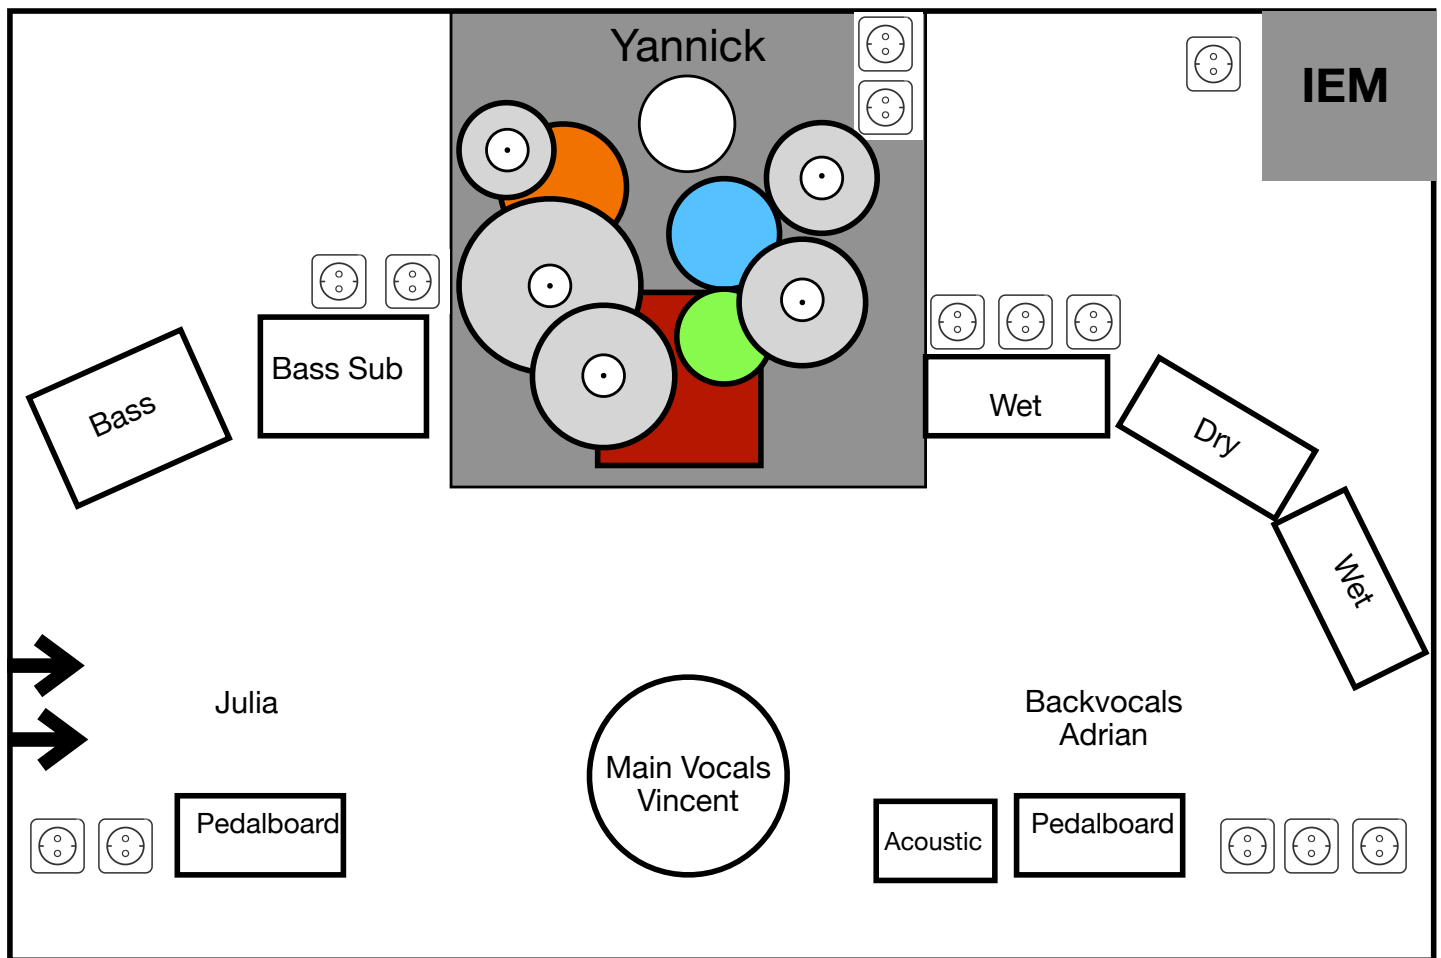 Yannick
IEM
Bass Sub
Bass
Wet
Dry
Wet
Julia
Backvocals
Adrian
Main Vocals
Vincent
Pedalboard
Acoustic
Pedalboard